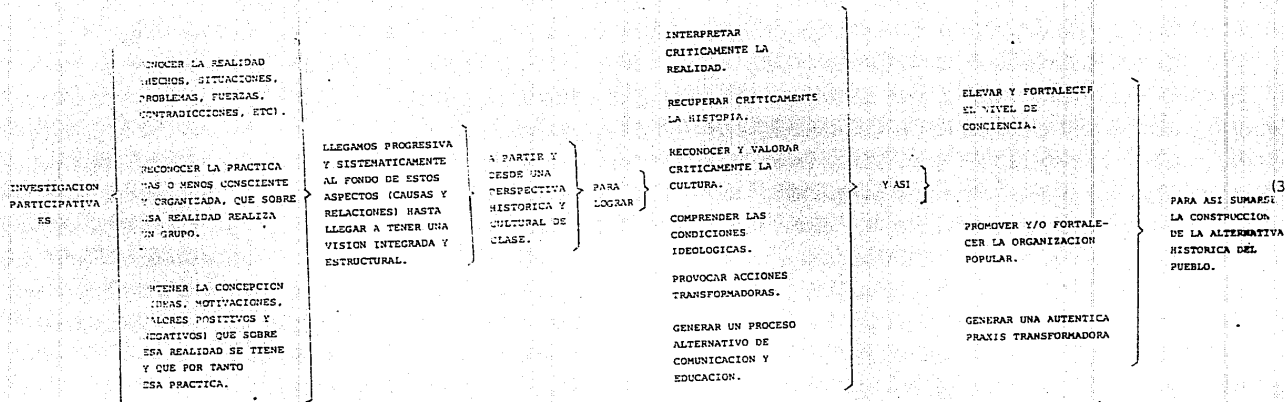 INVESTIGACION
PARTICIPATIVA
ES
CONOCER LA REALIDAD
(HECHOS, SITUACIONES,
PROBLEMAS, FUERZAS,
CONTRADICCIONES, ETC).
RECONOCER LA PRACTICA
MAS O MENOS CONSCIENTE
Y ORGANIZADA, QUE SOBRE
ESA REALIDAD REALIZA
UN GRUPO.
OBTENER LA CONCEPCION
(IDEAS, MOTIVACIONES,
VALORES POSITIVOS Y
NEGATIVOS) QUE SOBRE
ESA REALIDAD SE TIENE
Y QUE POR TANTO
ESA PRACTICA.
LLEGAMOS PROGRESIVA
Y SISTEMATICAMENTE
AL FONDO DE ESTOS
ASPECTOS (CAUSAS Y
RELACIONES) HASTA
LLEGAR A TENER UNA
VISION INTEGRADA Y
ESTRUCTURAL.
A PARTIR Y
DESDE UNA
PERSPECTIVA
HISTORICA Y
CULTURAL DE
CLASE.
PARA
LOGRAR
INTERPRETAR
CRITICAMENTE LA
REALIDAD.
RECUPERAR CRITICAMENTE
LA HISTORIA.
RECONOCER Y VALORAR
CRITICAMENTE LA
CULTURA.
COMPRENDER LAS
CONDICIONES
IDEOLOGICAS.
PROVOCAR ACCIONES
TRANSFORMADORAS.
GENERAR UN PROCESO
ALTERNATIVO DE
COMUNICACION Y
EDUCACION.
Y ASI
ELEVAR Y FORTALECER
EL NIVEL DE
CONCIENCIA.
PROMOVER Y/O FORTALE-
CER LA ORGANIZACION
POPULAR.
GENERAR UNA AUTENTICA
PRAXIS TRANSFORMADORA
PARA ASI SUMARSE
LA CONSTRUCCION
DE LA ALTERNATIVA
HISTORICA DEL
PUEBLO.
(3